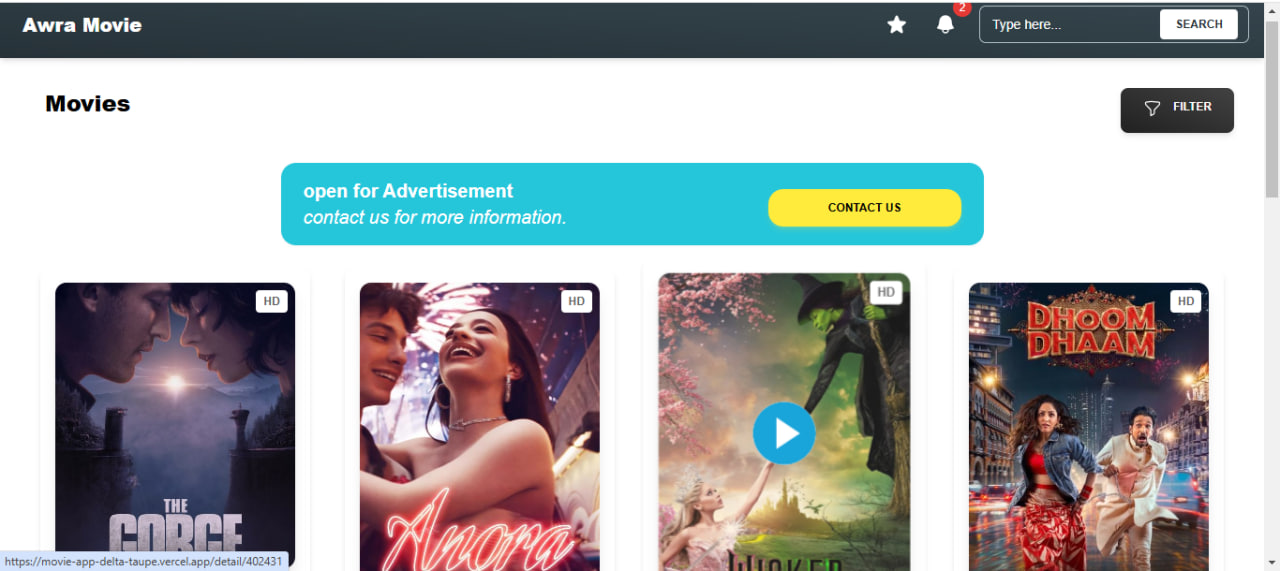 Awra Movie
2
Type here...
SEARCH
Movies
FILTER
open for Advertisement
contact us for more information.
CONTACT US
HD
HD
HD
HD
DHOOM
DHAAM
THE
GORGE
Anora
WICKED
https://movie-app-delta-taupe.vercel.app/detail/402431